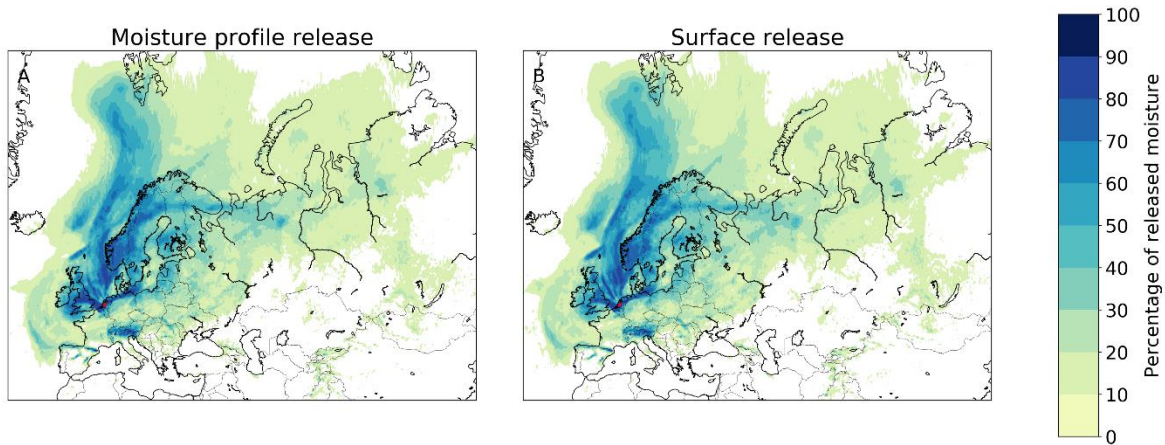 Moisture profile release
A
Surface release
B
100
90
80
70
60
50
40
30
20
10
0
Percentage of released moisture